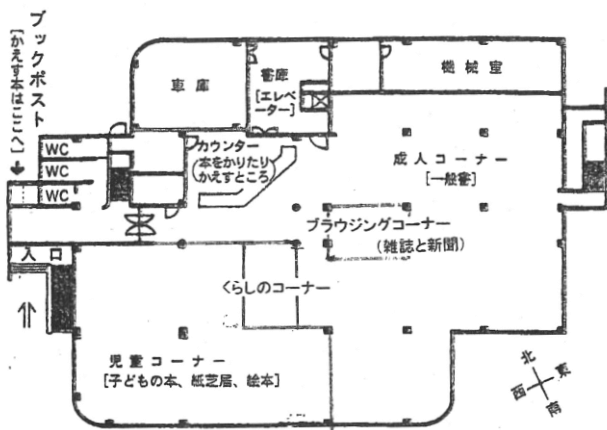 ブックポスト
[かえす本はここへ]
車庫
書庫
[エレベーター]
機械室
WC
WC
WC
カウンター
(本をかりたり
かえすところ)
成人コーナー
[一般書]
ブラウジングコーナー
(雑誌と新聞)
入口
くらしのコーナー
児童コーナー
[子どもの本、紙芝居、絵本]
北
西
東
南